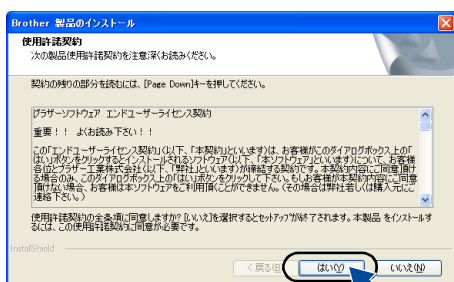 Brother 製品のインストール
使用許諾契約
次の製品使用許諾契約を注意深くお読みください。
契約の残りの部分を読むには、[Page Down]キーを押してください。
ブラザーソフトウェア エンドユーザーライセンス契約
重要！！ よくお読み下さい！！
この「エンドユーザーライセンス契約」(以下、「本契約」といいます)は、お客様がこのダイアログボックス上の「
はい」ボタンをクリックするとインストールされるソフトウェア(以下、「本ソフトウェア」といいます)について、お客様
各位とブラザー工業株式会社(以下、「弊社」といいます)が締結する契約です。本契約内容にご同意頂け
る場合のみ、このダイアログボックス上の「はい」ボタンをクリックして下さい。もしお客様が本契約内容にご同意
頂けない場合、お客様は本ソフトウェアをご利用頂くことができません。(その場合は弊社若しくは購入元にご
連絡下さい。)
使用許諾契約の全条項に同意しますか? [いいえ]を選択するとセットアップが終了されます。本製品 をインストールす
るには、この使用許諾契約に同意が必要です。
InstallShield
< 戻る(B)
はい(Y)
いいえ(N)